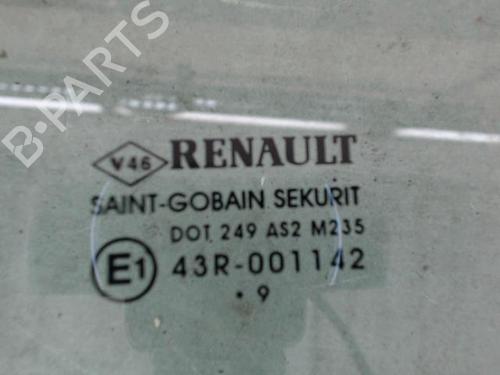 B-PARTS
V46 RENAULT
SAINT-GOBAIN SEKURIT
DOT 249 AS2 M235
E1 43R-001142
• 9